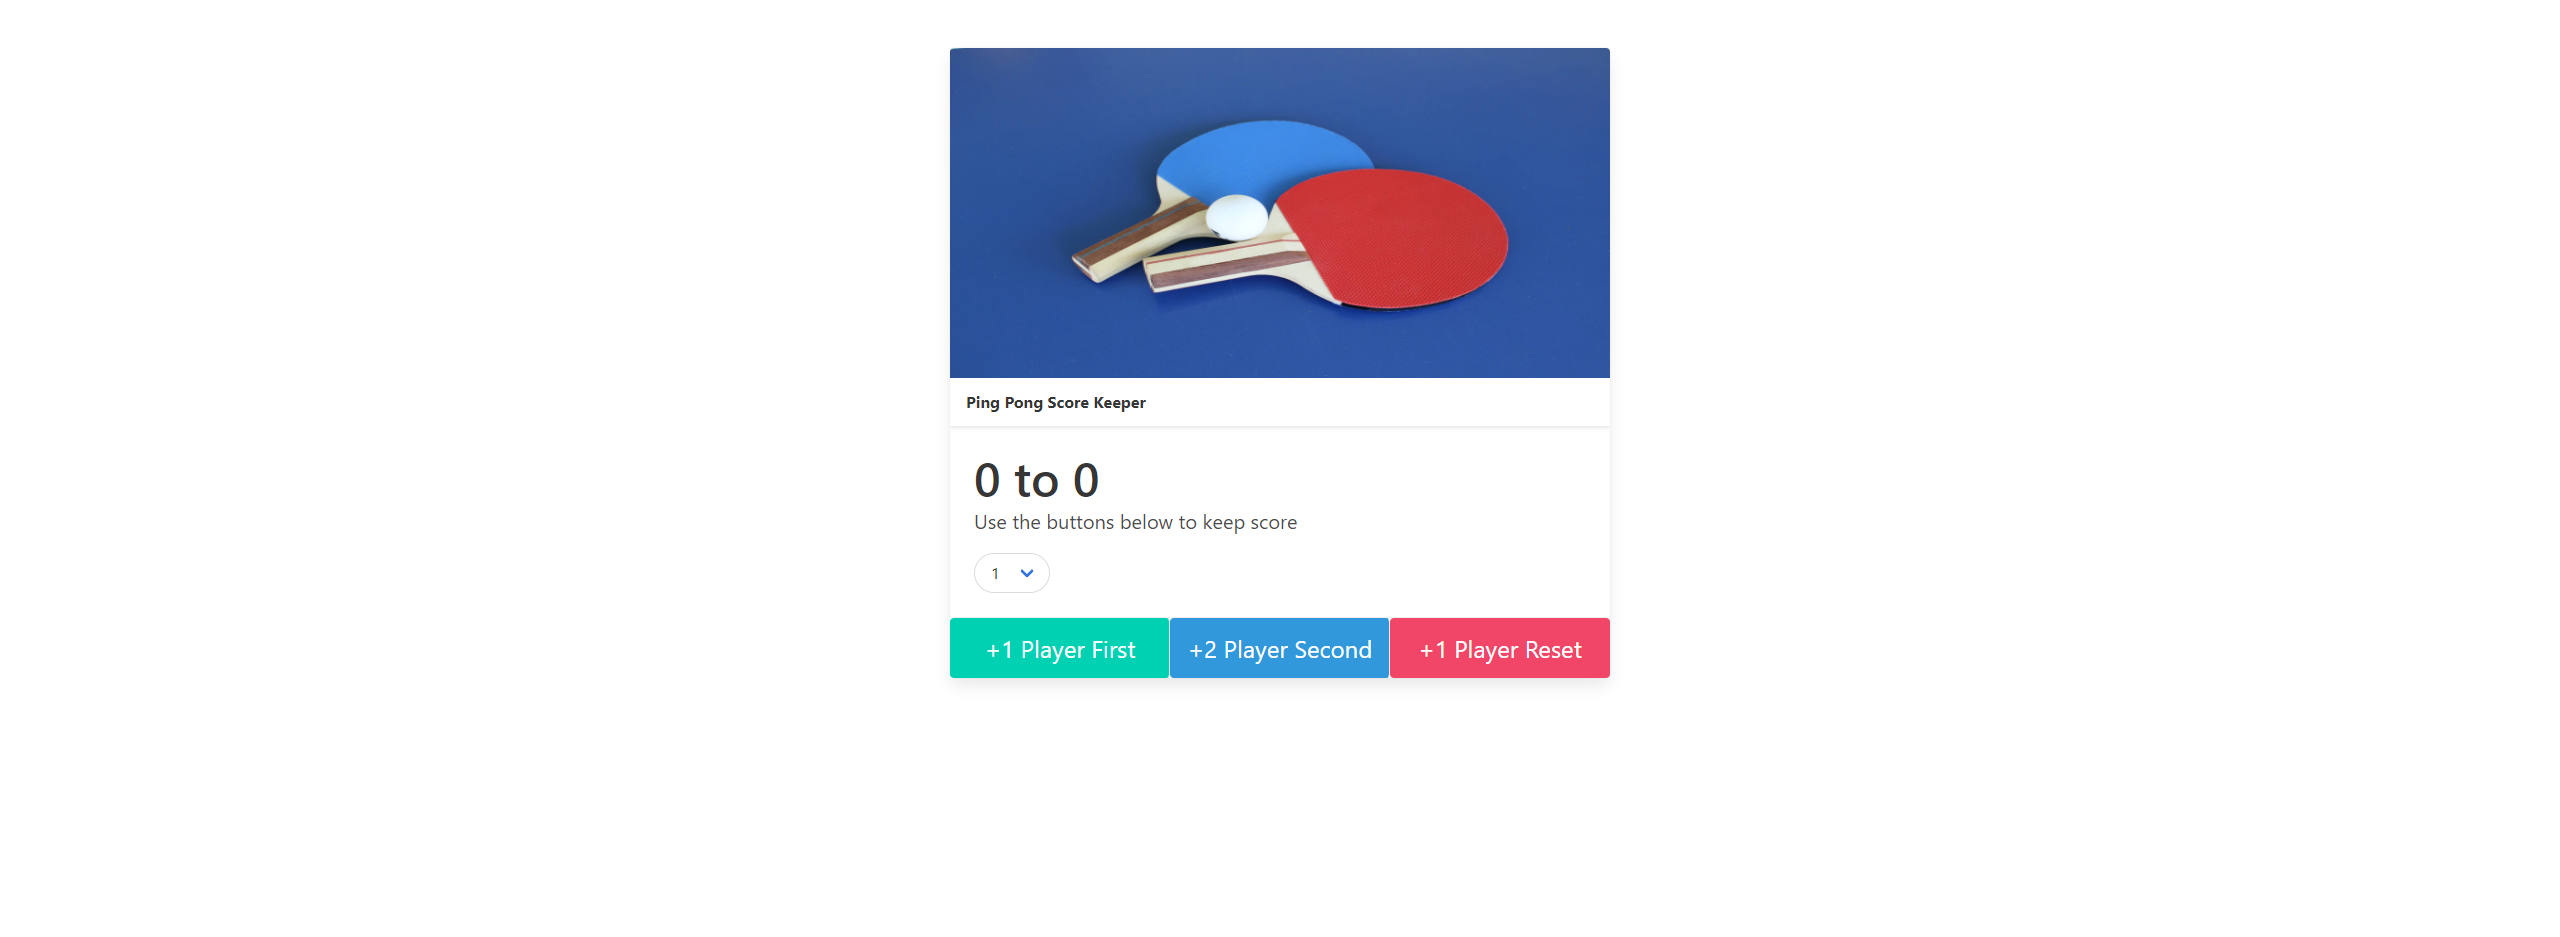 Ping Pong Score Keeper
0 to 0
Use the buttons below to keep score
1
+1 Player First
+2 Player Second
+1 Player Reset